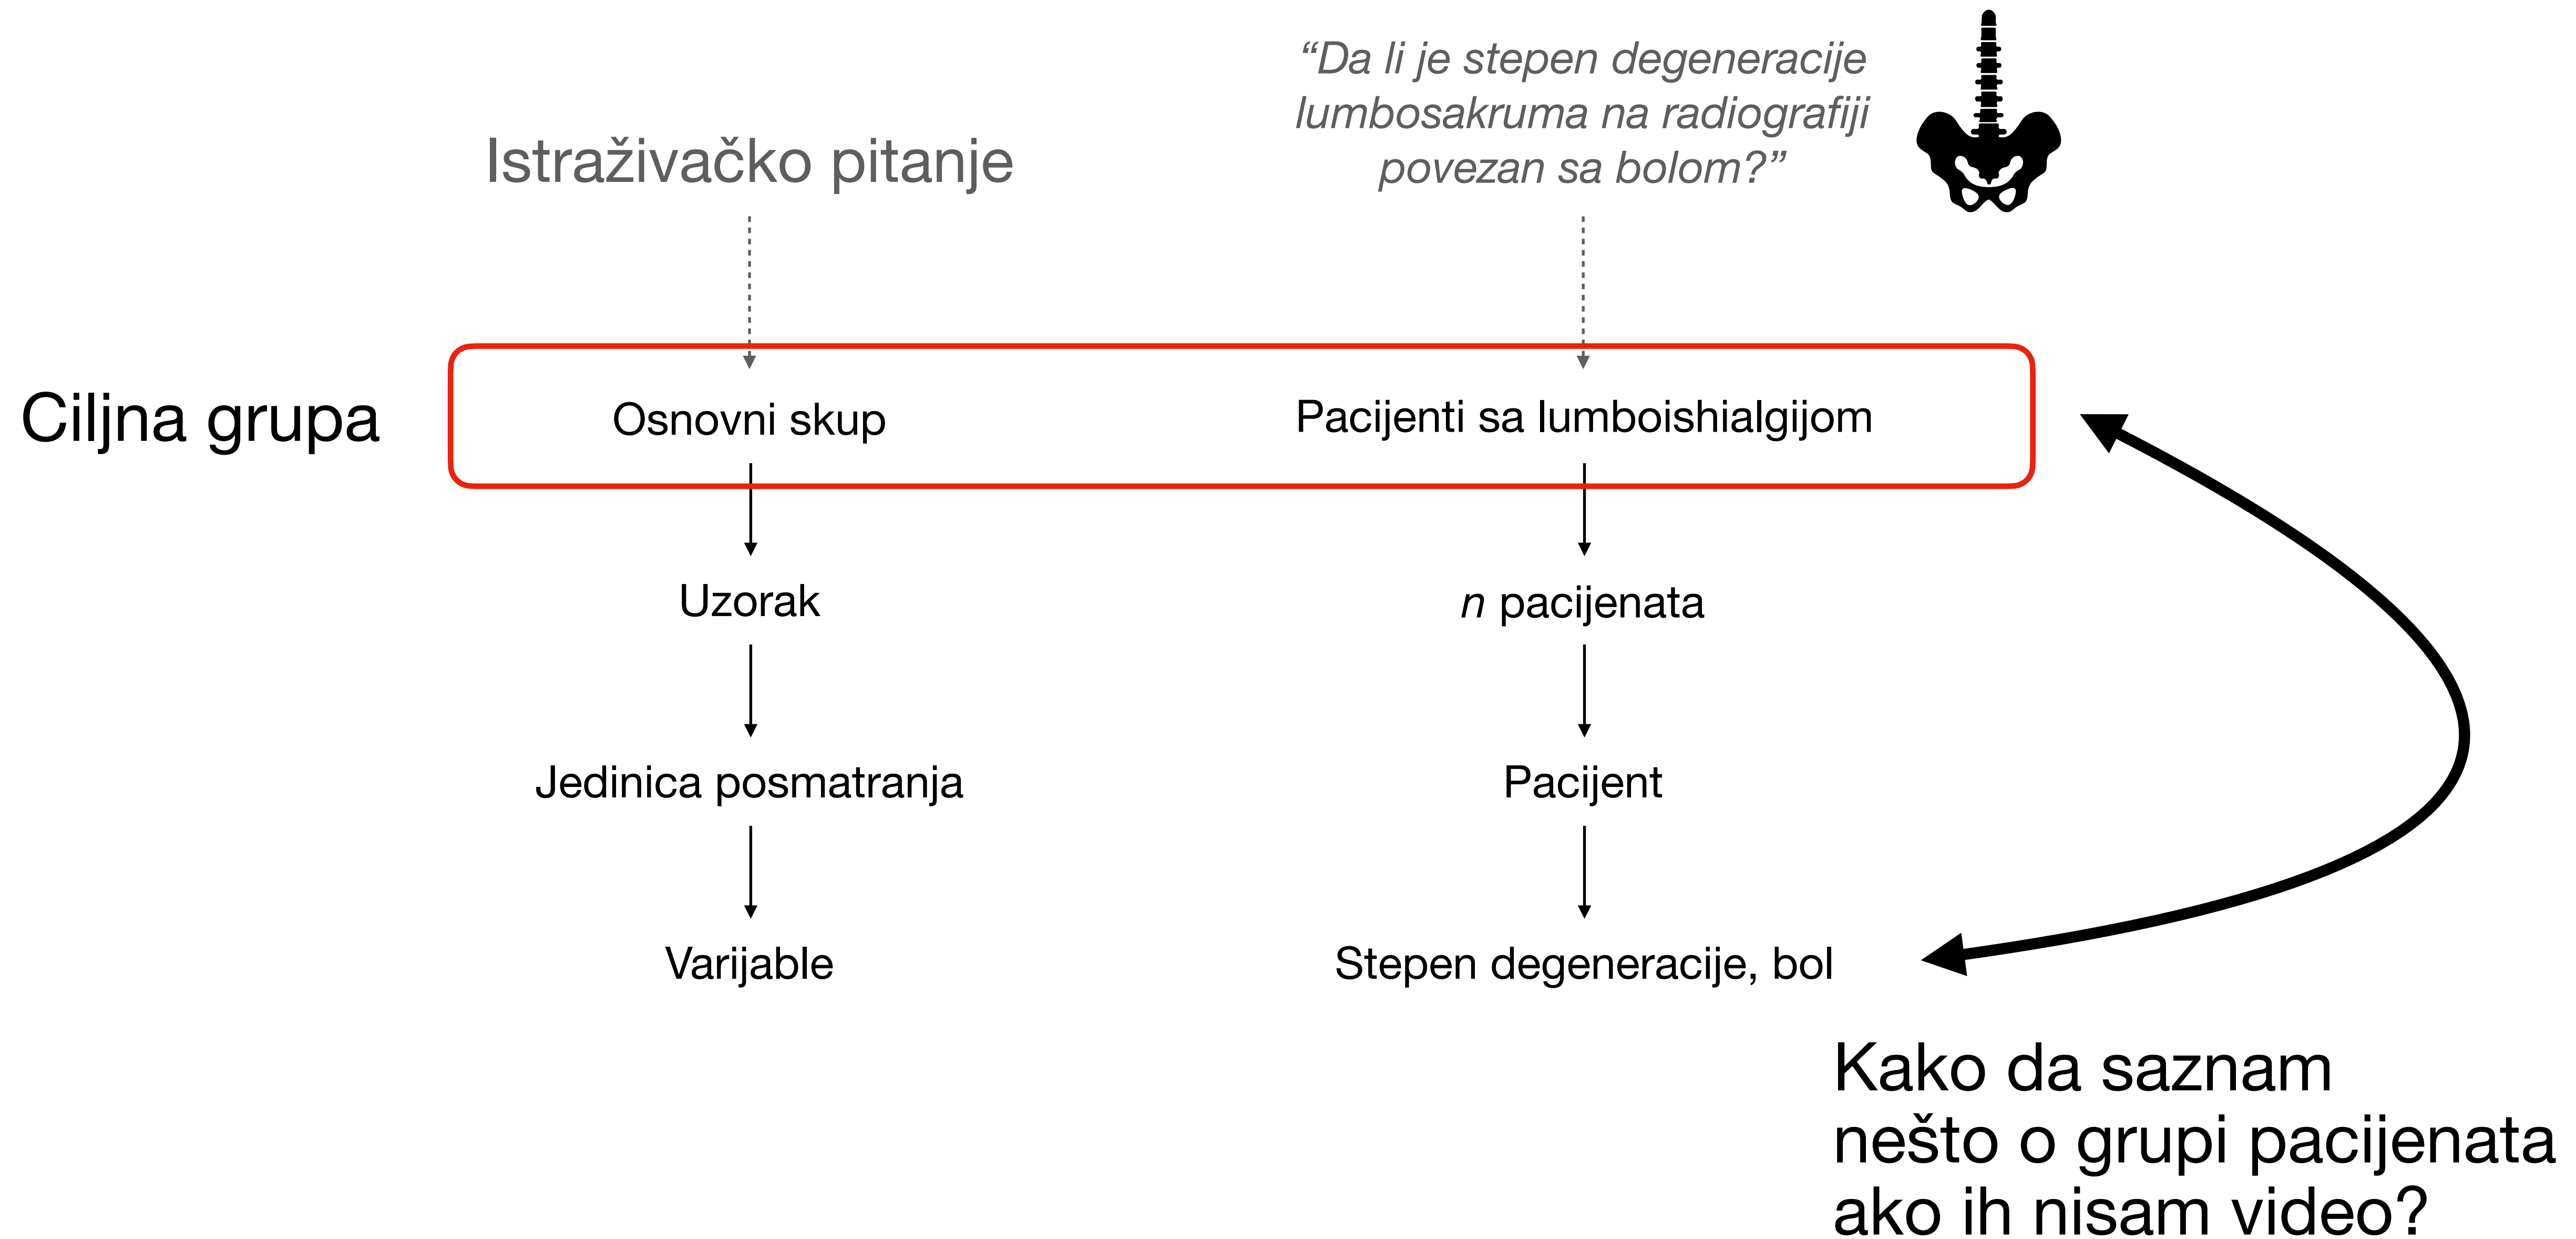 “Da li je stepen degeneracije
lumbosakruma na radiografiji
povezan sa bolom?”
Istraživačko pitanje
Ciljna grupa
Osnovni skup
Pacijenti sa lumboishialgijom
Uzorak
n pacijenata
Jedinica posmatranja
Pacijent
Varijable
Stepen degeneracije, bol
Kako da saznam
nešto o grupi pacijenata
ako ih nisam video?